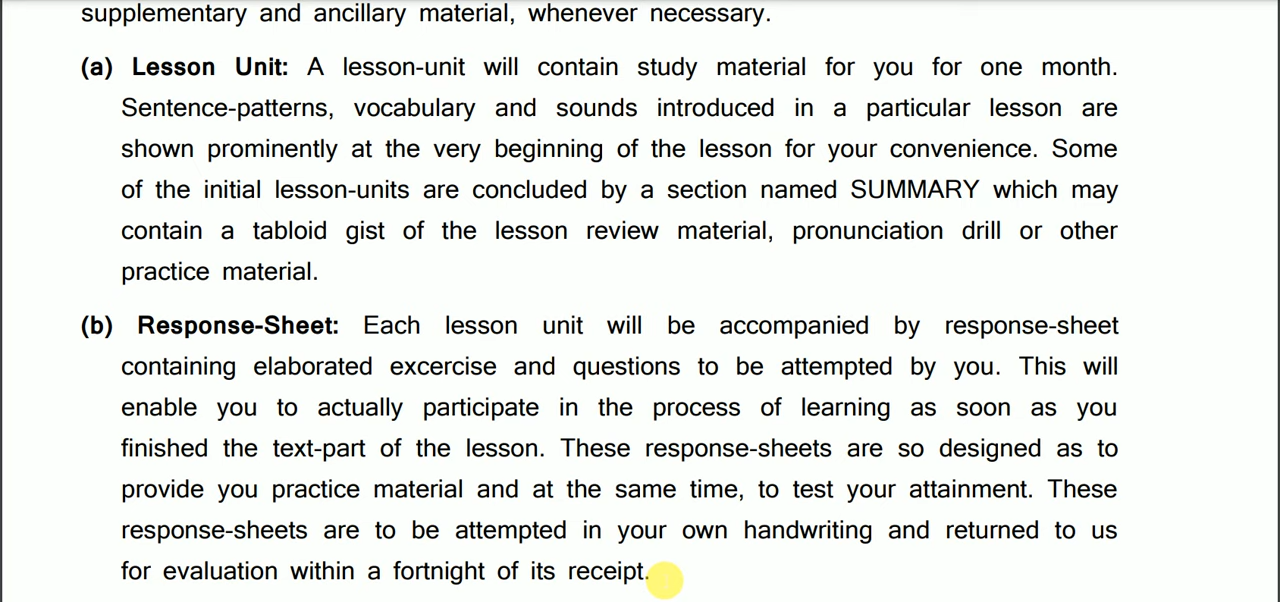 supplementary and ancillary material, whenever necessary.
(a) Lesson Unit: A lesson-unit will contain study material for you for one month.
Sentence-patterns, vocabulary and sounds introduced in a particular lesson are
shown prominently at the very beginning of the lesson for your convenience. Some
of the initial lesson-units are concluded by a section named SUMMARY which may
contain a tabloid gist of the lesson review material, pronunciation drill or other
practice material.
(b) Response-Sheet: Each lesson unit will be accompanied by response-sheet
containing elaborated excercise and questions to be attempted by you. This will
enable you to actually participate in the process of learning as soon as you
finished the text-part of the lesson. These response-sheets are so designed as to
provide you practice material and at the same time, to test your attainment. These
response-sheets are to be attempted in your own handwriting and returned to us
for evaluation within a fortnight of its receipt.